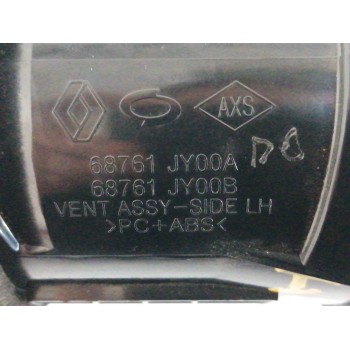 AXS
68761 JY00A
68761 JY00B
VENT ASSY-SIDE LH
>PC+ABS<